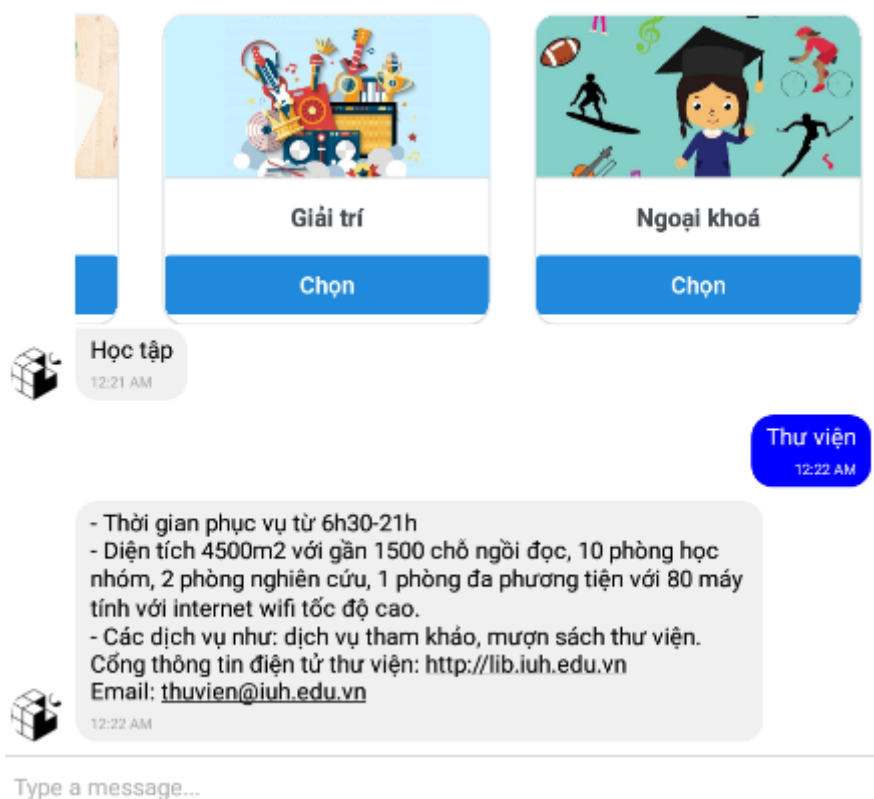 Giải trí
Ngoại khoá
Chọn
Chọn
Học tập
12:21 AM
Thư viện
12:22 AM
- Thời gian phục vụ từ 6h30-21h
- Diện tích 4500m2 với gần 1500 chỗ ngồi đọc, 10 phòng học
nhóm, 2 phòng nghiên cứu, 1 phòng đa phương tiện với 80 máy
tính với internet wifi tốc độ cao.
- Các dịch vụ như: dịch vụ tham khảo, mượn sách thư viện.
Cổng thông tin điện tử thư viện: http://lib.iuh.edu.vn
Email: thuvien@iuh.edu.vn
12:22 AM
Type a message...